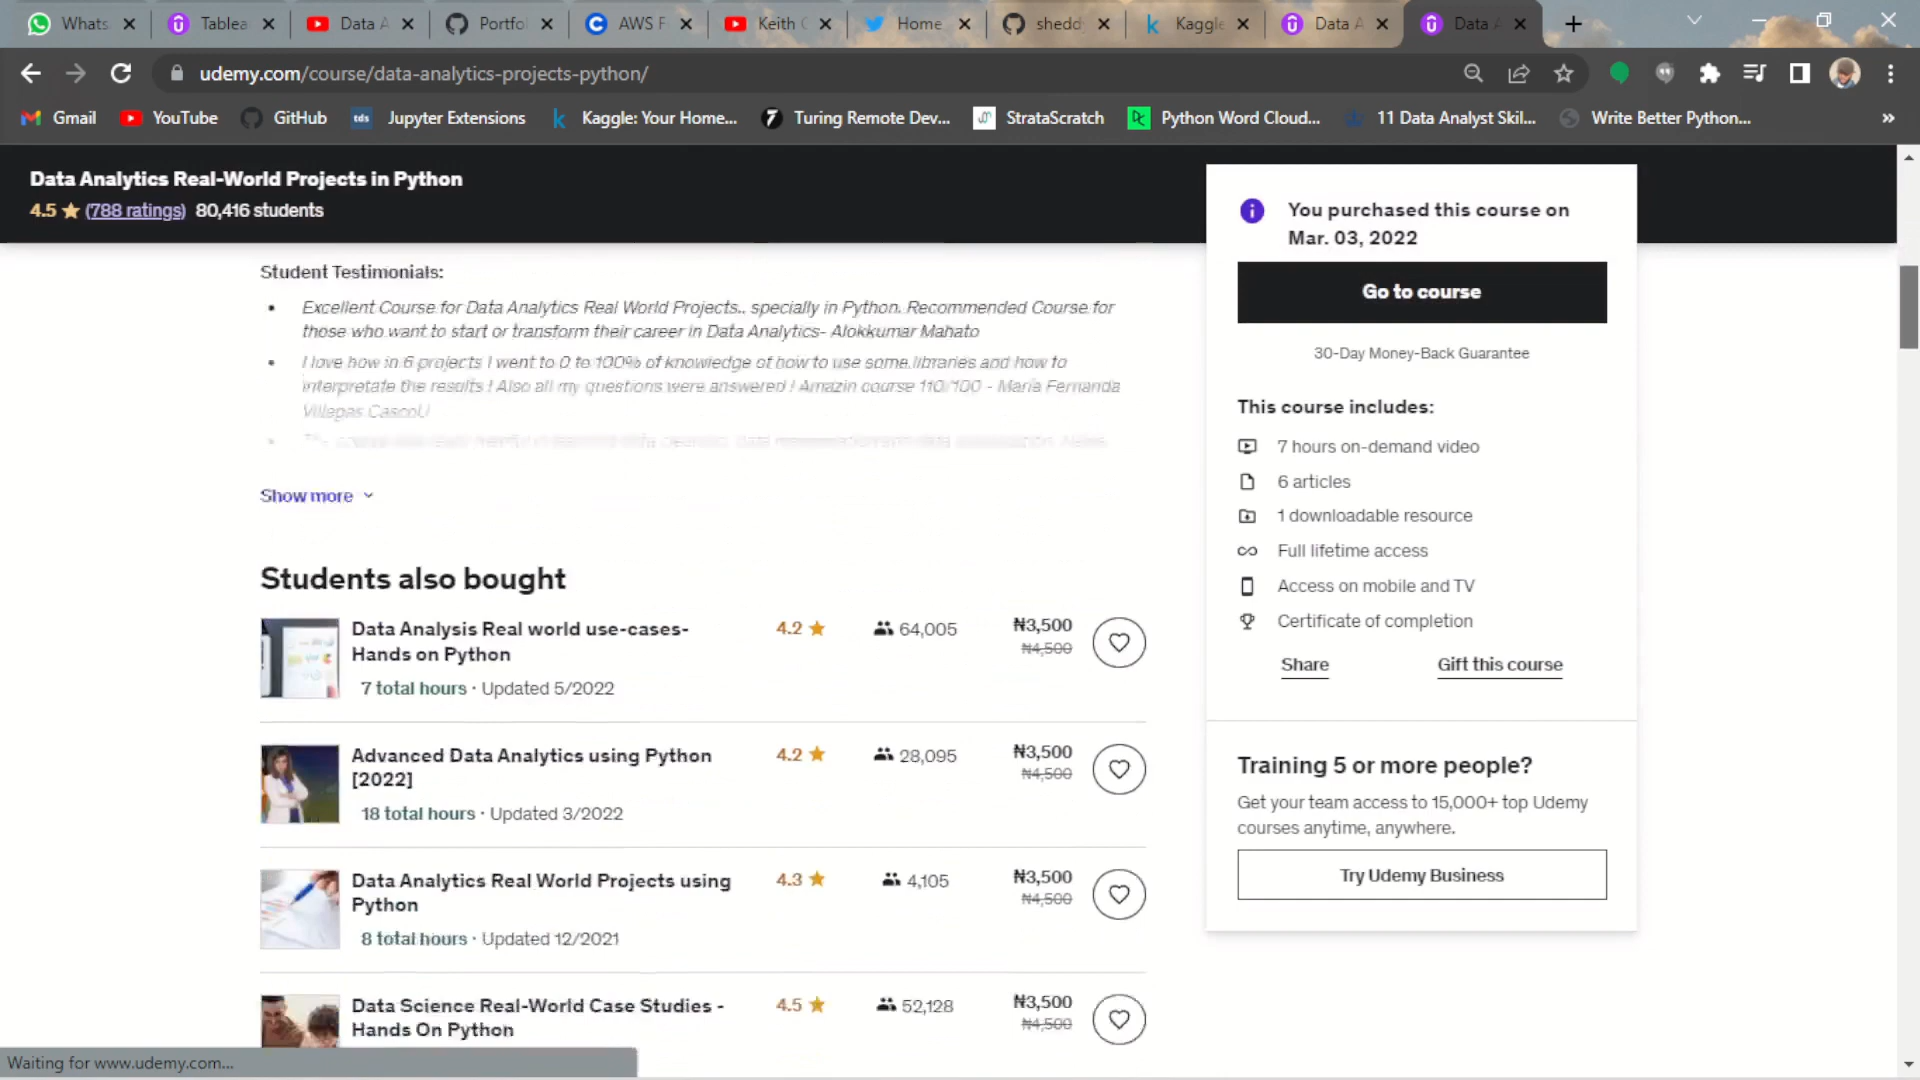 Whats
Tablea
Data A
Portfo
AWS F
Keith C
Home
shedd
Kaggle
Data A
Data A
udemy.com/course/data-analytics-projects-python/
Gmail
YouTube
GitHub
tds Jupyter Extensions
Kaggle: Your Home...
Turing Remote Dev...
StrataScratch
Python Word Cloud...
11 Data Analyst Skil...
Write Better Python...
»
Data Analytics Real-World Projects in Python
4.5 ★ (788 ratings) 80,416 students
You purchased this course on
Mar. 03, 2022
Go to course
30-Day Money-Back Guarantee
This course includes:
7 hours on-demand video
6 articles
1 downloadable resource
Full lifetime access
Access on mobile and TV
Certificate of completion
Share
Gift this course
Training 5 or more people?
Get your team access to 15,000+ top Udemy
courses anytime, anywhere.
Try Udemy Business
Student Testimonials:
• Excellent Course for Data Analytics Real World Projects.. specially in Python. Recommended Course for
those who want to start or transform their career in Data Analytics- Alokkumar Mahato
• I love how in 6 projects I went to 0 to 100% of knowledge of how to use some libraries and how to
interpretate the results ! Also all my questions were answered ! Amazin course 110/100 - María Fernanda
Villegas
Show more
Students also bought
Data Analysis Real world use-cases-
Hands on Python
7 total hours · Updated 5/2022
4.2 ★
64,005
₦3,500
₦4,500
Advanced Data Analytics using Python
[2022]
18 total hours · Updated 3/2022
4.2 ★
28,095
₦3,500
₦4,500
Data Analytics Real World Projects using
Python
8 total hours · Updated 12/2021
4.3 ★
4,105
₦3,500
₦4,500
Data Science Real-World Case Studies -
Hands On Python
4.5 ★
52,128
₦3,500
₦4,500
Waiting for www.udemy.com...